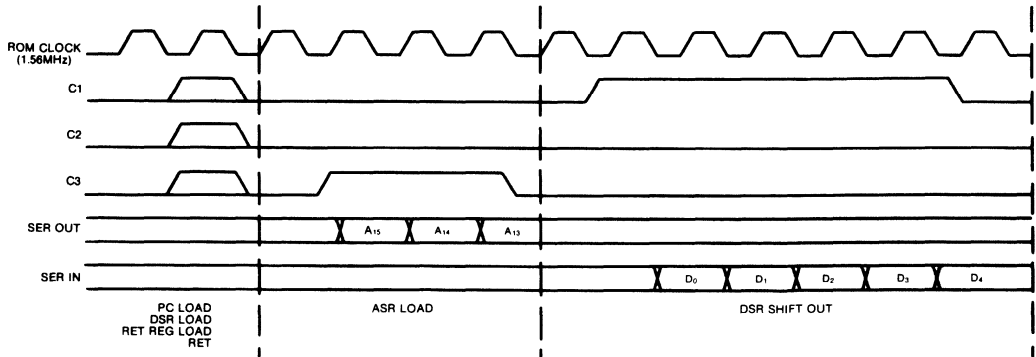 ROM CLOCK
(1.56MHz)
C1
C2
C3
SER OUT
A15 A14 A13
SER IN
D0 D1 D2 D3 D4
PC LOAD
DSR LOAD
RET REG LOAD
RET
ASR LOAD
DSR SHIFT OUT